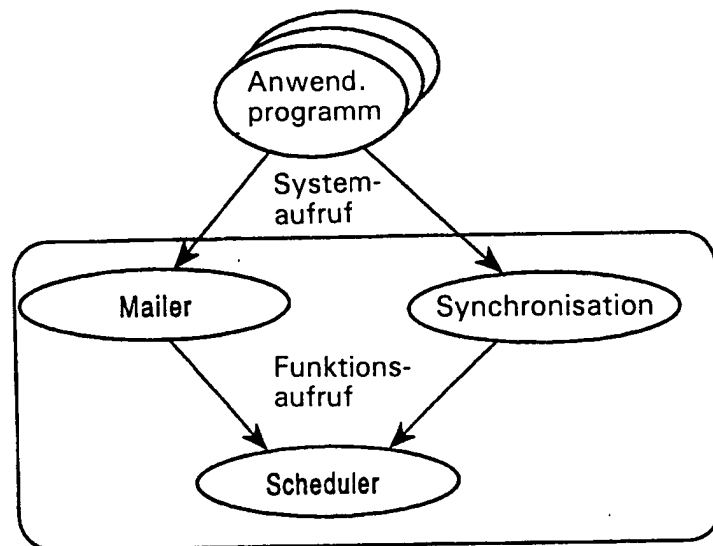 Anwend.
programm
System-
aufruf
Mailer
Synchronisation
Funktions-
aufruf
Scheduler